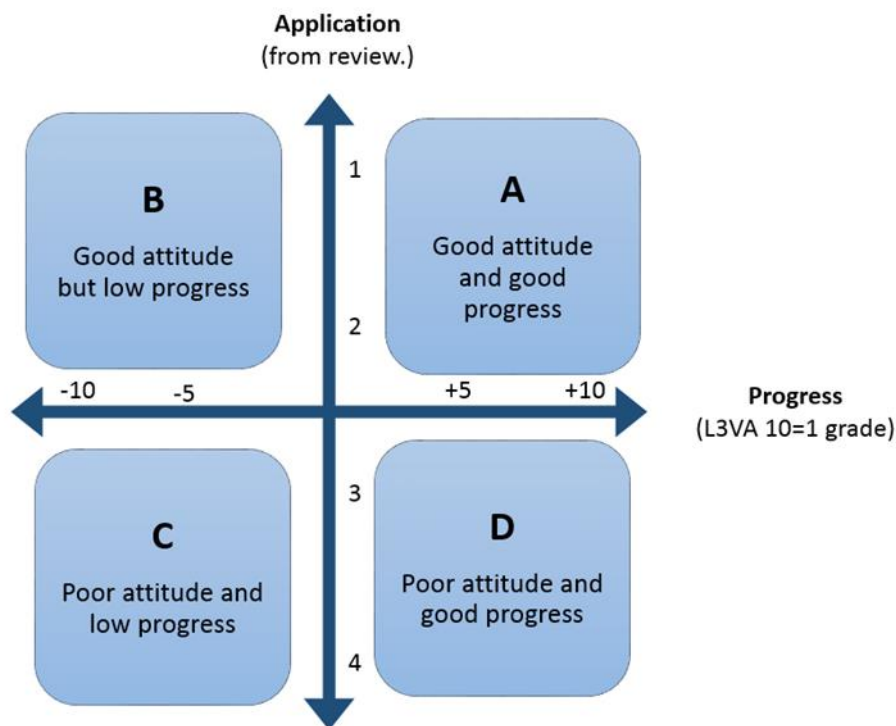 Application
(from review.)
1
B
Good attitude
but low progress
A
Good attitude
and good
progress
2
-10
-5
+5
+10
Progress
(L3VA 10=1 grade)
3
C
Poor attitude and
low progress
D
Poor attitude and
good progress
4